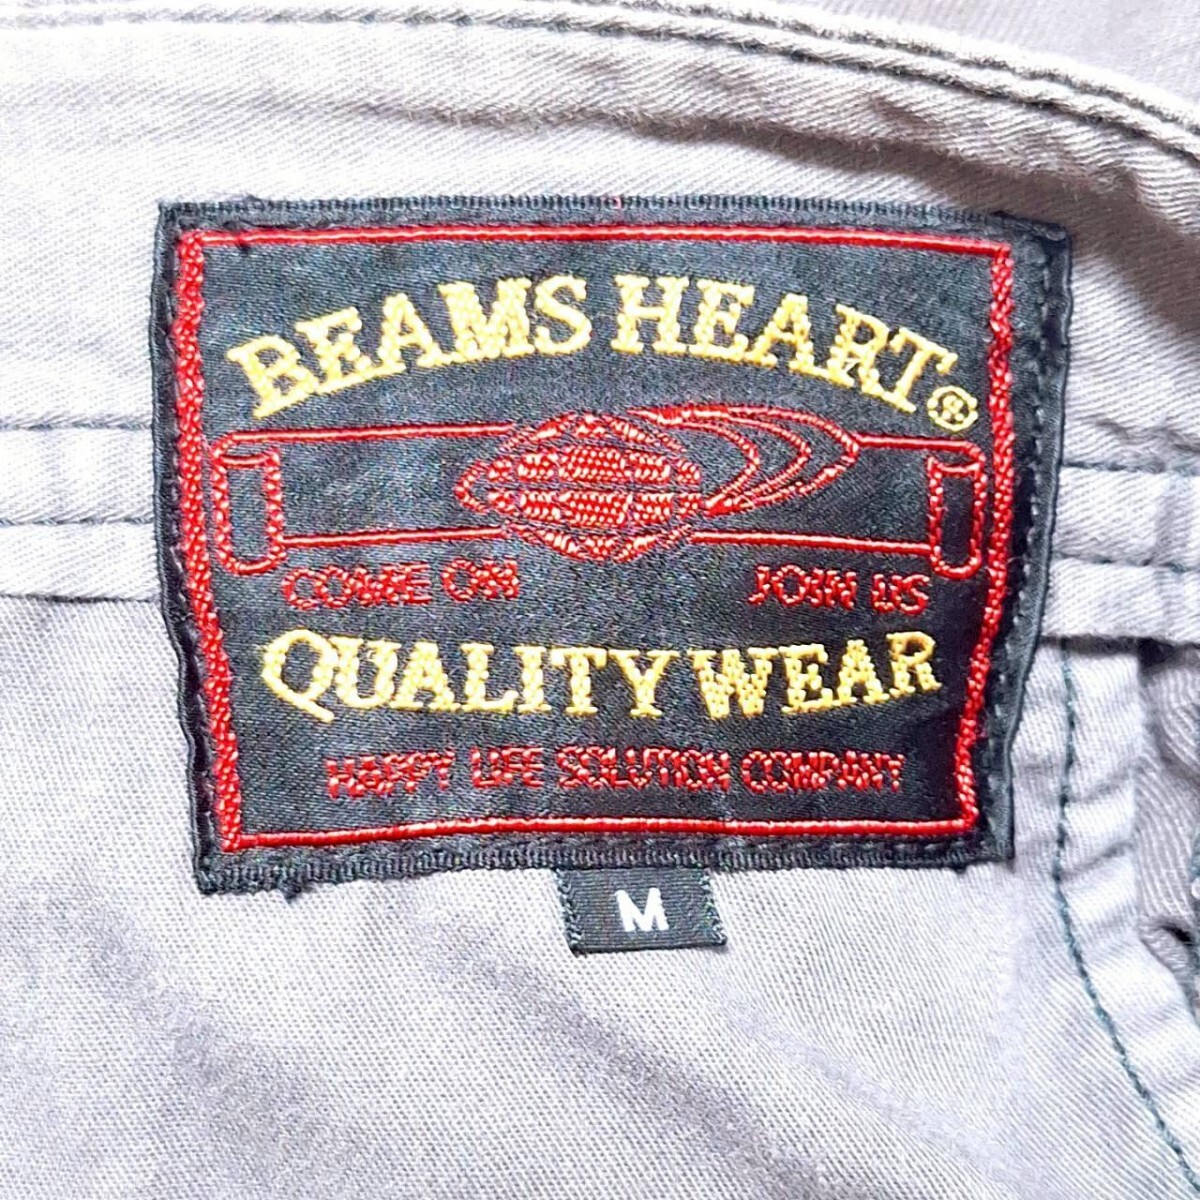 BEAMS HEART®
COME ON JOIN US
QUALITY WEAR
HAPPY LIFE SOLUTION COMPANY
M